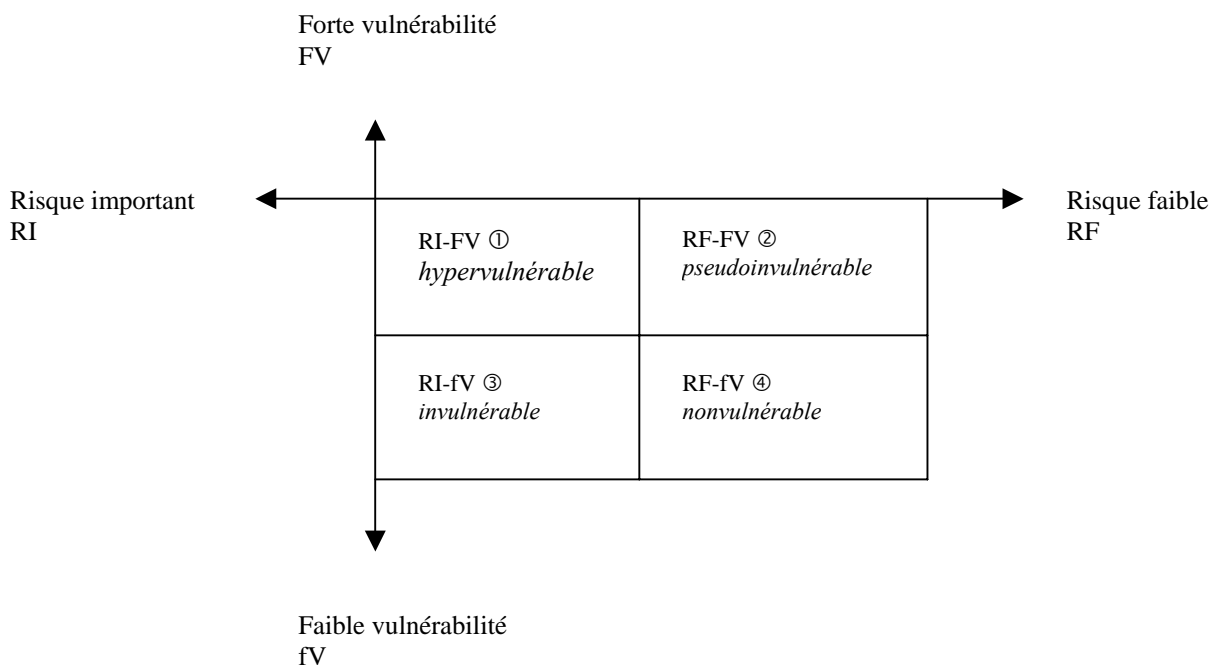 Forte vulnérabilité
FV
Risque important
RI
Risque faible
RF
RI-FV ①
hypervulnérable
RF-FV ②
pseudoinvulnérable
RI-fV ③
invulnérable
RF-fV ④
nonvulnérable
Faible vulnérabilité
fV